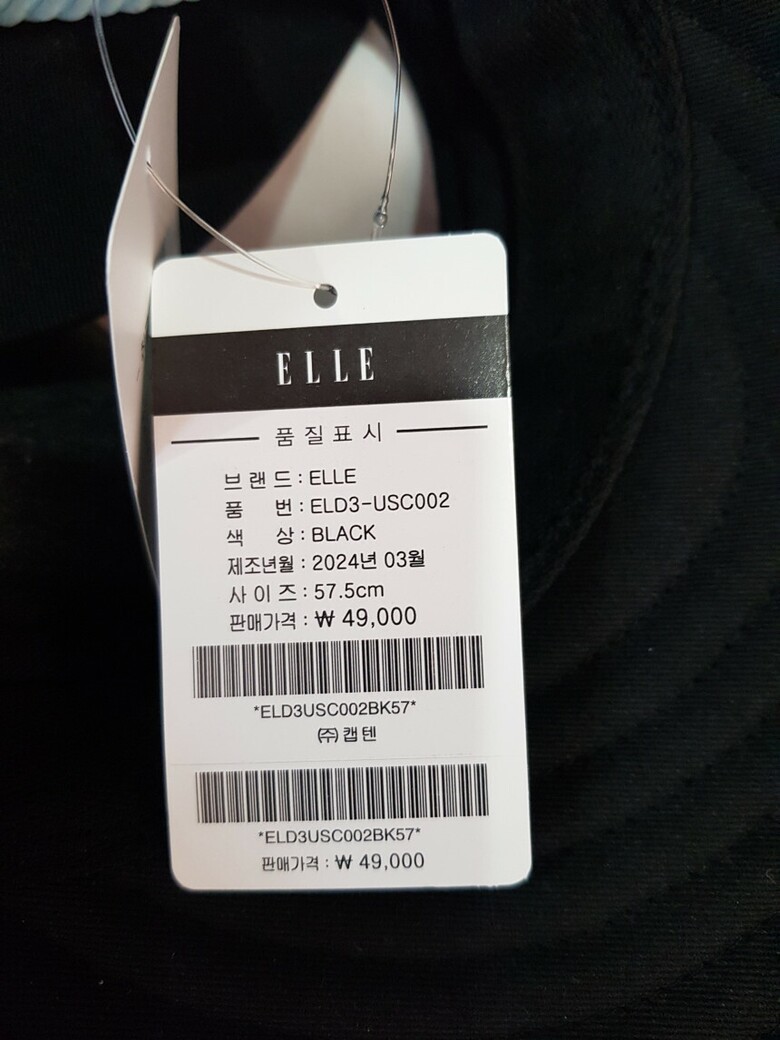 ELLE
품질표시
브랜드 : ELLE
품 번 : ELD3-USC002
색 상 : BLACK
제조년월 : 2024년 03월
사이즈 : 57.5cm
판매가격 : ₩ 49,000
*ELD3USC002BK57*
㈜캡텐
*ELD3USC002BK57*
판매가격 : ₩ 49,000